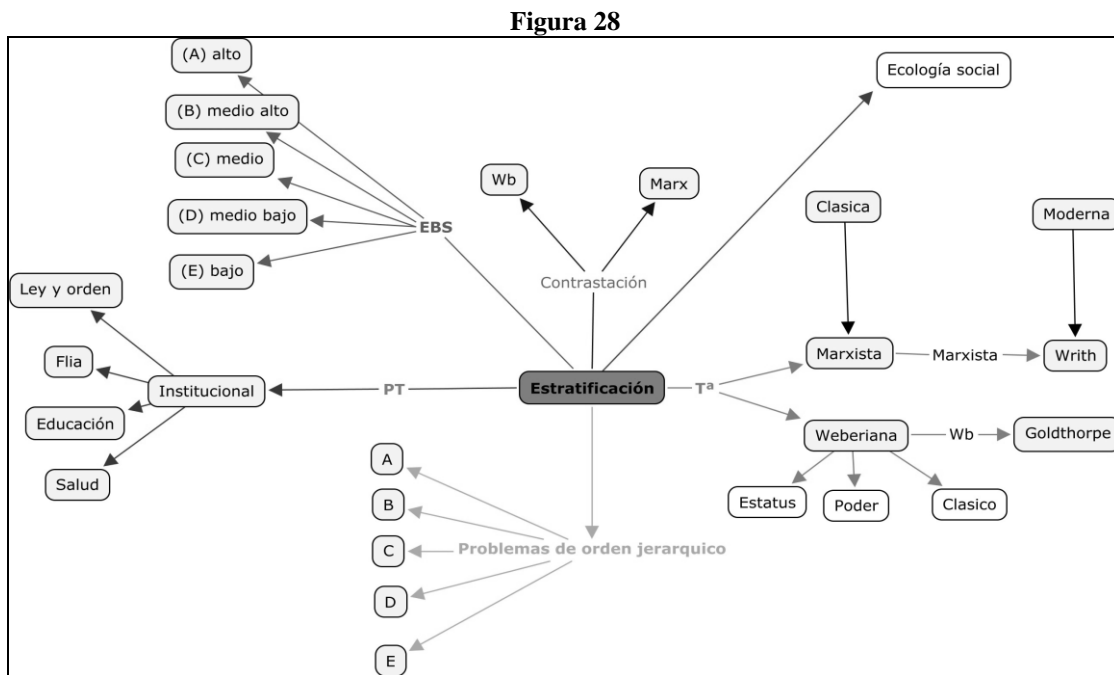 Figura 28
(A) alto
Ecología social
(B) medio alto
(C) medio
Wb
Marx
Clasica
Moderna
(D) medio bajo
EBS
(E) bajo
Contrastación
Ley y orden
Marxista
Marxista
Writh
Flia
Institucional
PT
Estratificación
Tª
Educación
Weberiana
Wb
Goldthorpe
Salud
A
Estatus
Poder
Clasico
B
C
Problemas de orden jerarquico
D
E